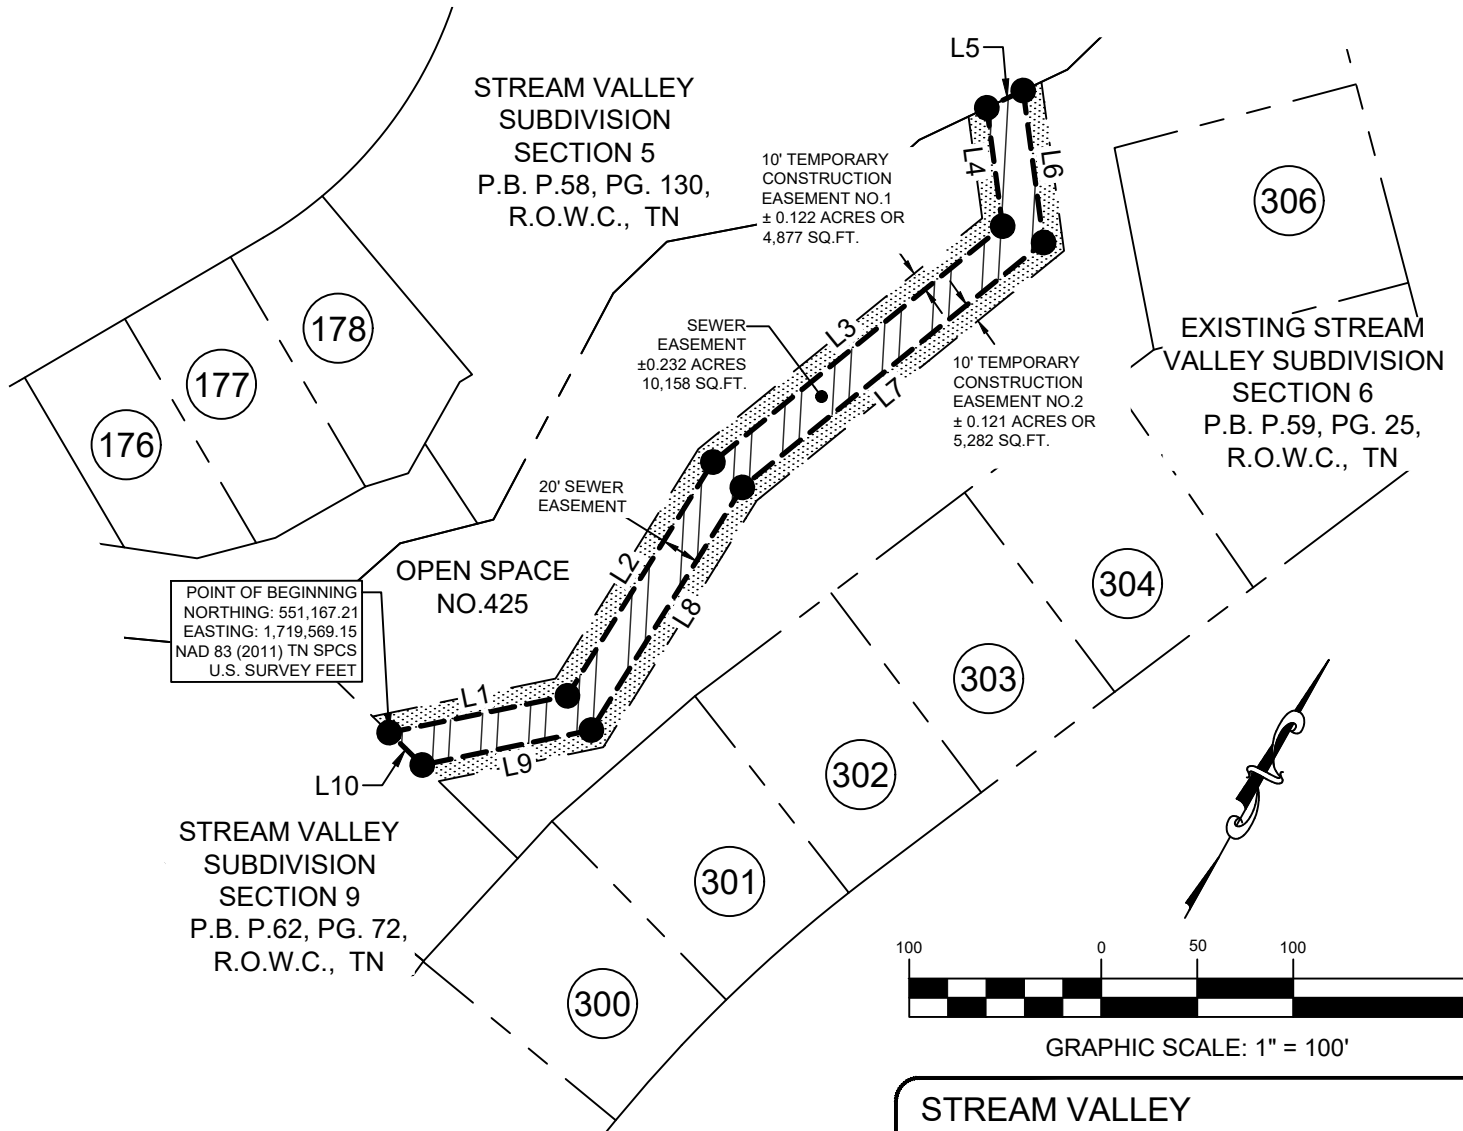 L5
STREAM VALLEY
SUBDIVISION
SECTION 5
P.B. P.58, PG. 130,
R.O.W.C., TN
10' TEMPORARY
CONSTRUCTION
EASEMENT NO.1
± 0.122 ACRES OR
4,877 SQ.FT.
L4
L6
306
178
177
176
SEWER
EASEMENT
±0.232 ACRES
10,158 SQ.FT.
L3
L7
10' TEMPORARY
CONSTRUCTION
EASEMENT NO.2
± 0.121 ACRES OR
5,282 SQ.FT.
EXISTING STREAM
VALLEY SUBDIVISION
SECTION 6
P.B. P.59, PG. 25,
R.O.W.C., TN
20' SEWER
EASEMENT
L2
L8
OPEN SPACE
NO.425
304
POINT OF BEGINNING
NORTHING: 551,167.21
EASTING: 1,719,569.15
NAD 83 (2011) TN SPCS
U.S. SURVEY FEET
303
L1
L9
L10
302
STREAM VALLEY
SUBDIVISION
SECTION 9
P.B. P.62, PG. 72,
R.O.W.C., TN
301
300
100 0 50 100
GRAPHIC SCALE: 1" = 100'
STREAM VALLEY